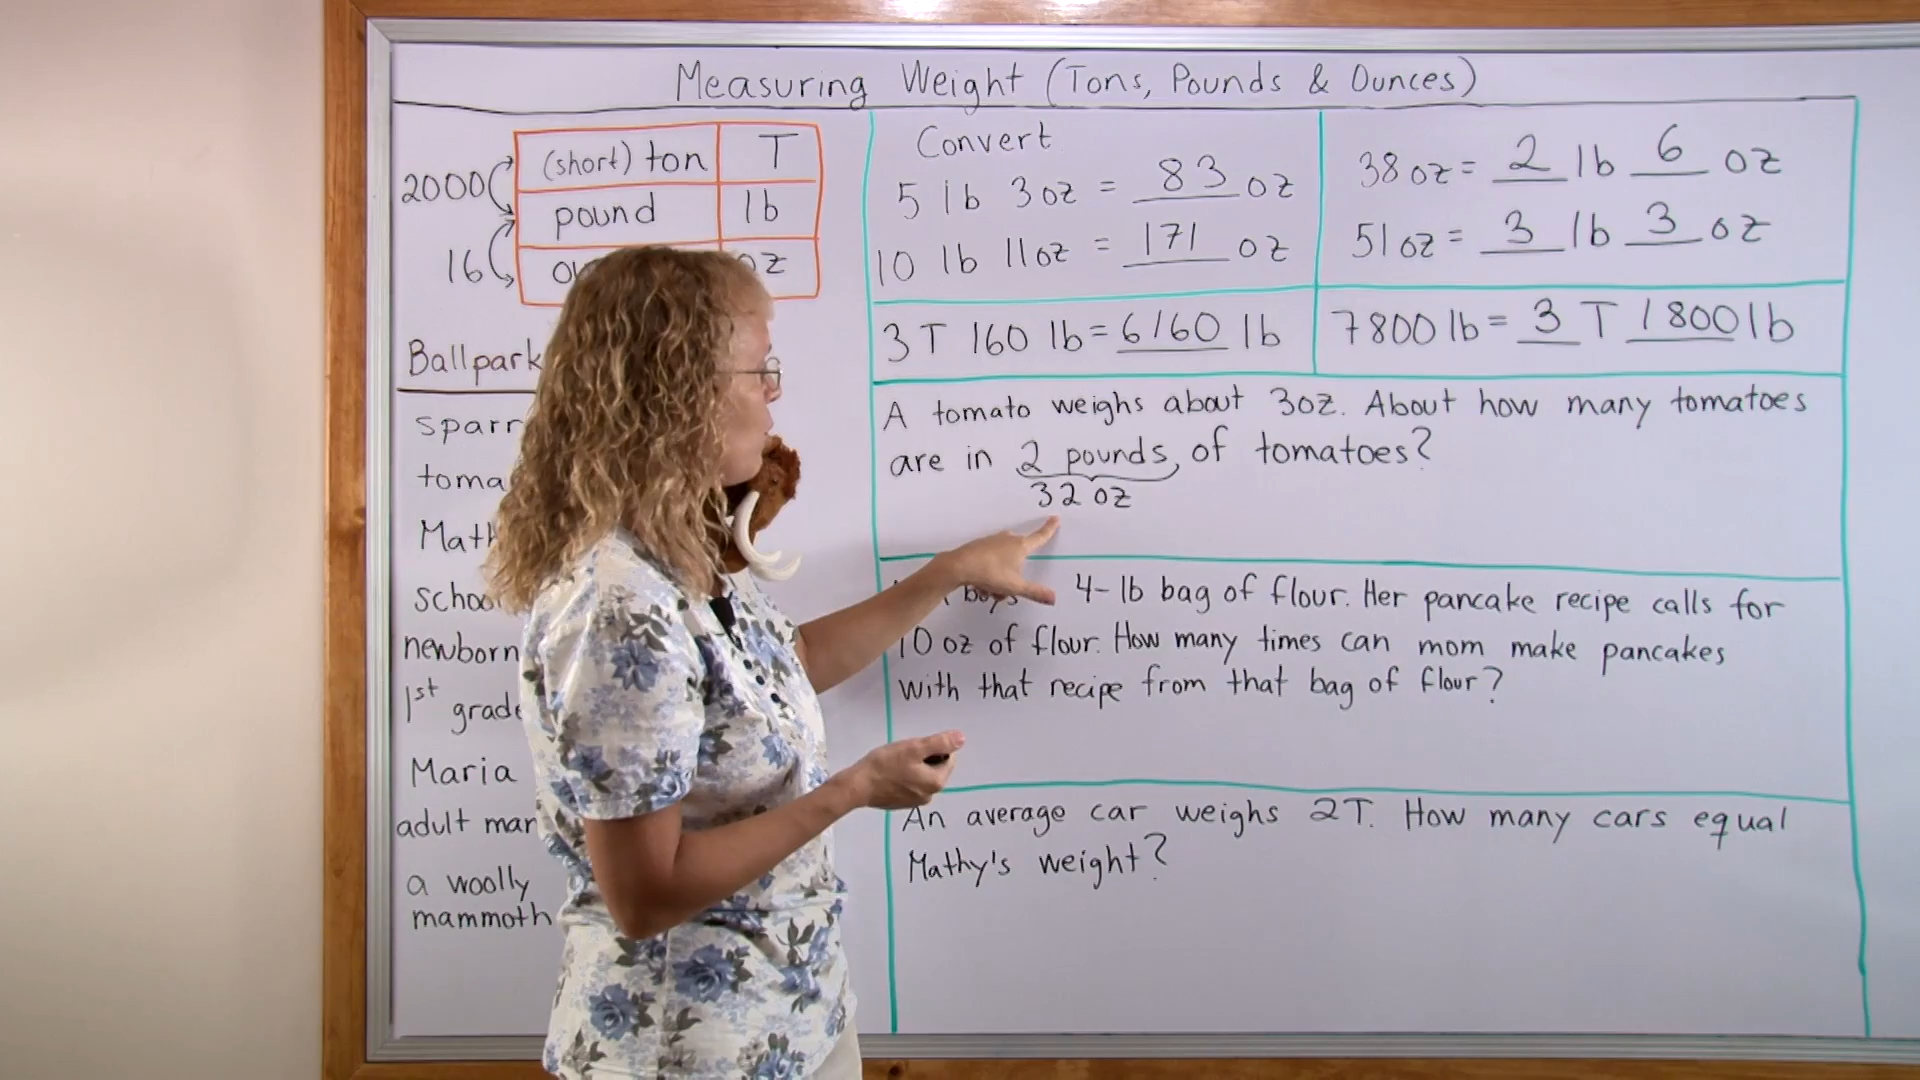 Measuring Weight (Tons, Pounds & Ounces)
2000
(short) ton T
pound lb
16
oz
Ballpark
toma
Math
newborn
1st grade
Maria
adult man
a woolly
mammoth
Convert
5 lb 3 oz = 83 oz
10 lb 11 oz = 171 oz
38 oz = 2 lb 6 oz
51 oz = 3 lb 3 oz
3 T 160 lb = 6160 lb
7800 lb = 3 T 1800 lb
A tomato weighs about 3 oz. About how many tomatoes
are in 2 pounds of tomatoes?
32 oz
buys 4-lb bag of flour. Her pancake recipe calls for
10 oz of flour. How many times can mom make pancakes
with that recipe from that bag of flour?
An average car weighs 2T. How many cars equal
Mathy's weight?